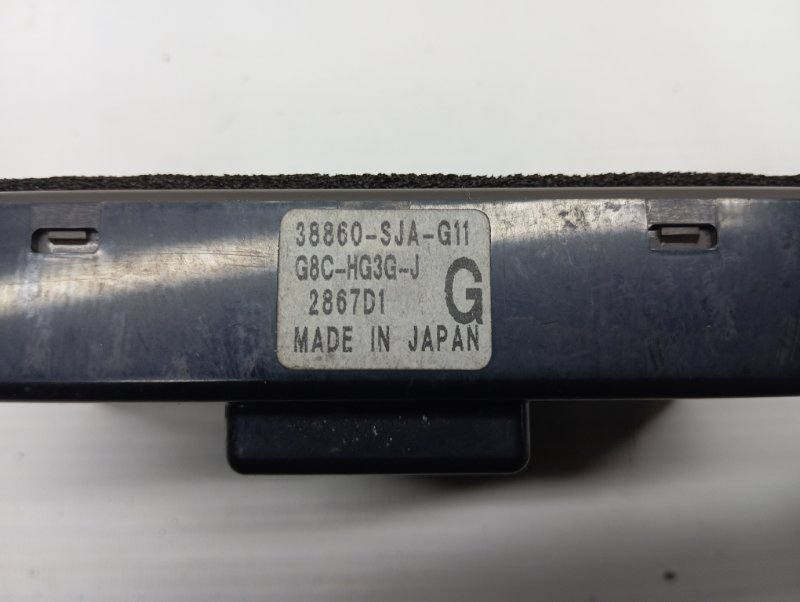 38860-SJA-G11
G8C-HG3G-J
G
2867D1
MADE IN JAPAN